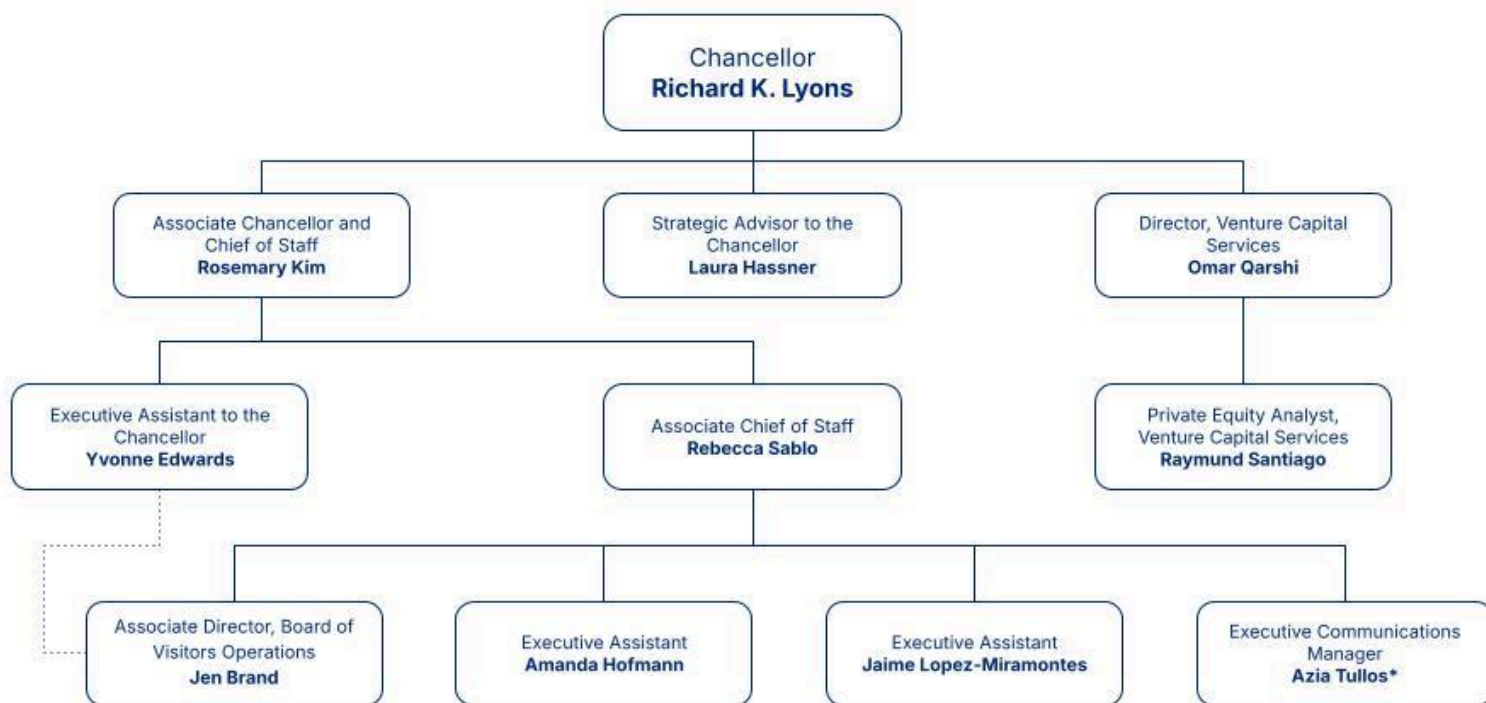 Chancellor
Richard K. Lyons
Associate Chancellor and
Chief of Staff
Rosemary Kim
Strategic Advisor to the
Chancellor
Laura Hassner
Director, Venture Capital
Services
Omar Qarshi
Executive Assistant to the
Chancellor
Yvonne Edwards
Associate Chief of Staff
Rebecca Sablo
Private Equity Analyst,
Venture Capital Services
Raymund Santiago
Associate Director, Board of
Visitors Operations
Jen Brand
Executive Assistant
Amanda Hofmann
Executive Assistant
Jaime Lopez-Miramontes
Executive Communications
Manager
Azia Tullos*